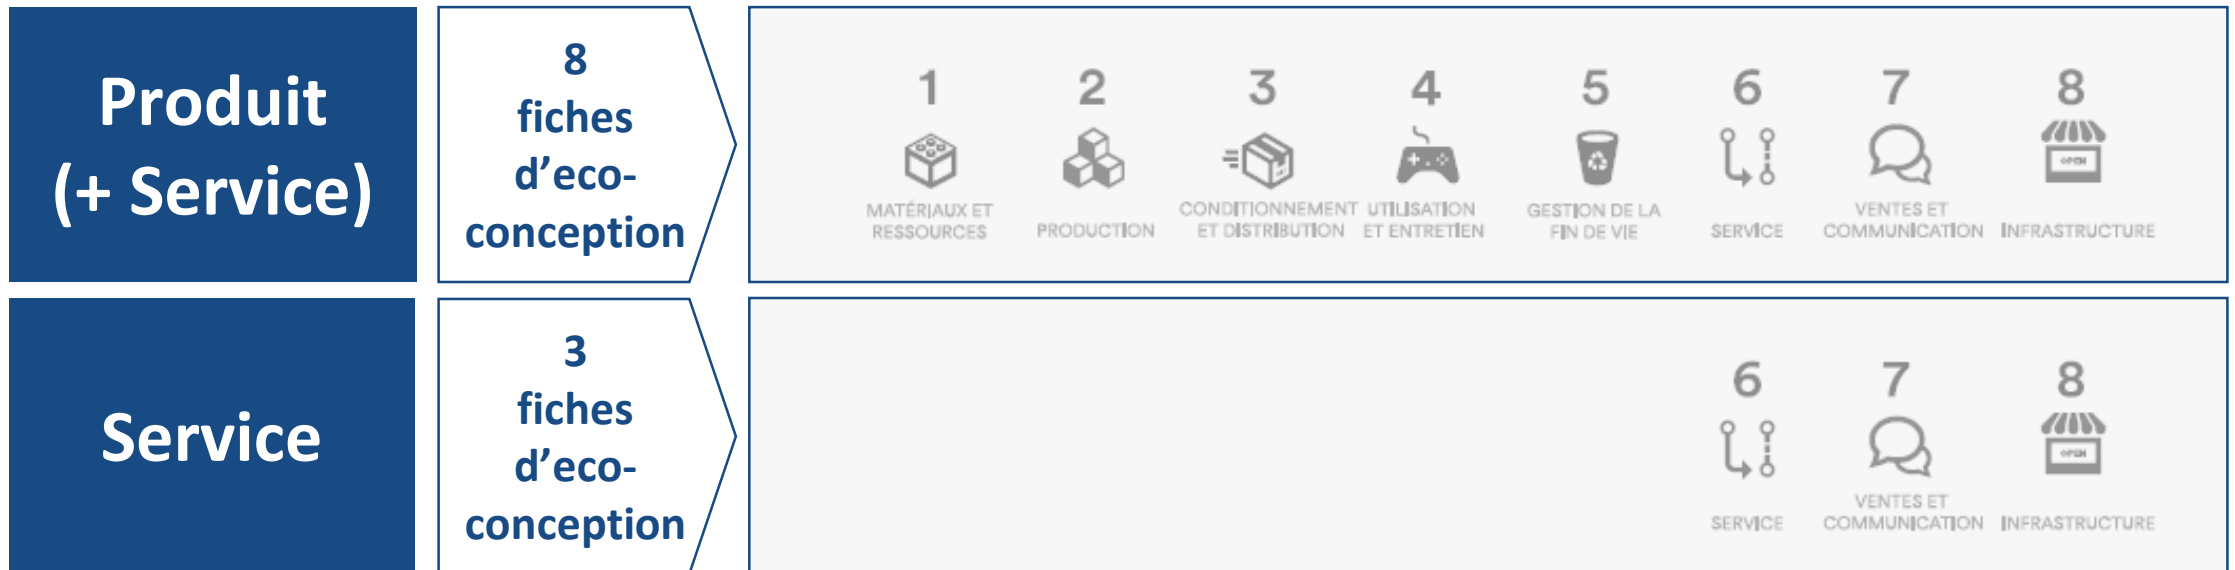 Produit
(+ Service)
8
fiches
d’eco-
conception
1
2
3
4
5
6
7
8
OPEN
MATÉRIAUX ET
RESSOURCES
PRODUCTION
CONDITIONNEMENT
ET DISTRIBUTION
UTILISATION
ET ENTRETIEN
GESTION DE LA
FIN DE VIE
SERVICE
VENTES ET
COMMUNICATION
INFRASTRUCTURE
Service
3
fiches
d’eco-
conception
6
7
8
OPEN
SERVICE
VENTES ET
COMMUNICATION
INFRASTRUCTURE